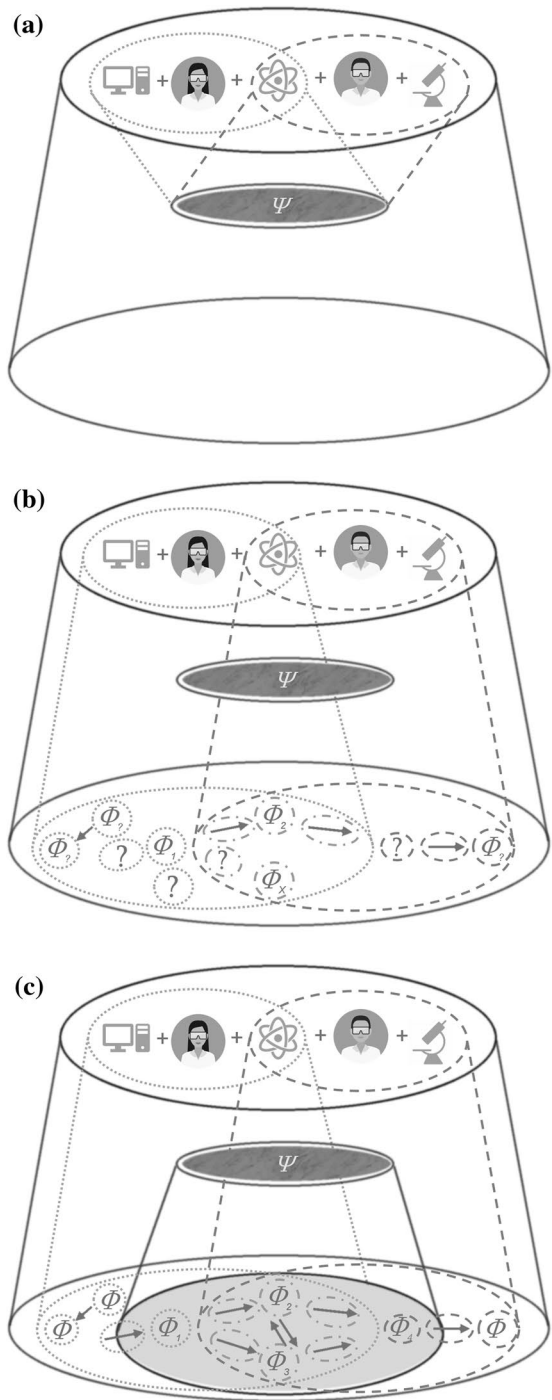 (a)
+ + + +
Ψ
(b)
+ + + +
Ψ
Φ? Φ2
Φ? ? Φ1 ? ? Φ?
? Φx
(c)
+ + + +
Ψ
Φ Φ2
Φ Φ1 Φ4 Φ
Φ3